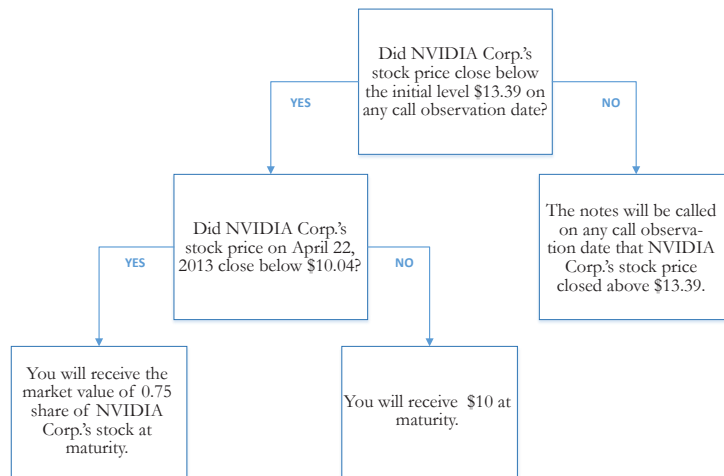 Did NVIDIA Corp.'s
stock price close below
the initial level $13.39 on
any call observation date?
YES
NO
Did NVIDIA Corp.'s
stock price on April 22,
2013 close below $10.04?
The notes will be called
on any call observa-
tion date that NVIDIA
Corp.'s stock price
closed above $13.39.
YES
NO
You will receive the
market value of 0.75
share of NVIDIA
Corp.'s stock at
maturity.
You will receive $10 at
maturity.